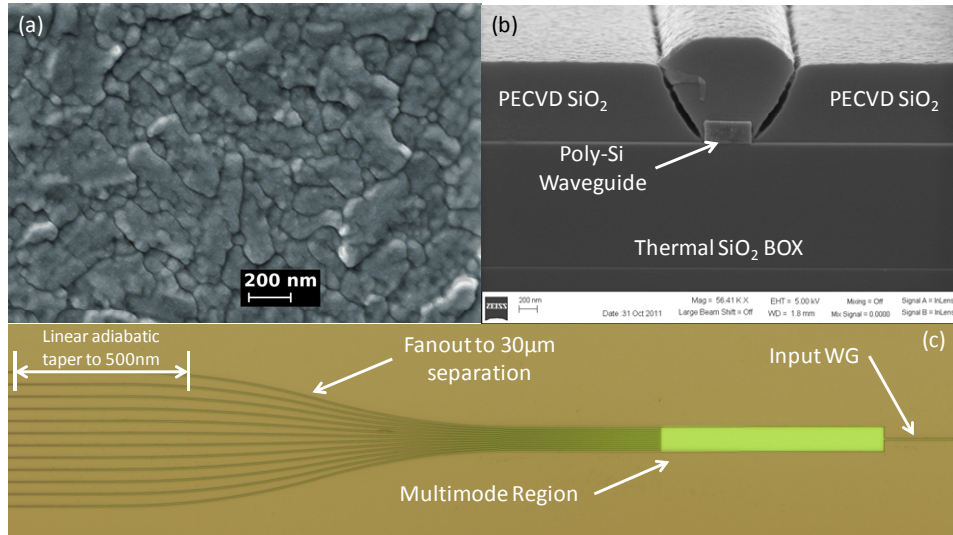 (a)
200 nm
(b)
PECVD SiO₂
PECVD SiO₂
Poly-Si
Waveguide
Thermal SiO₂ BOX
ZEISS
200 nm
Mag = 56.41 K X
EHT = 5.00 kV
Mixing = Off
Signal A = InLens
Date :31 Oct 2011
Large Beam Shift = Off
WD = 1.8 mm
Mix Signal = 0.0000
Signal B = InLens
(c)
Linear adiabatic
taper to 500nm
Fanout to 30µm
separation
Input WG
Multimode Region